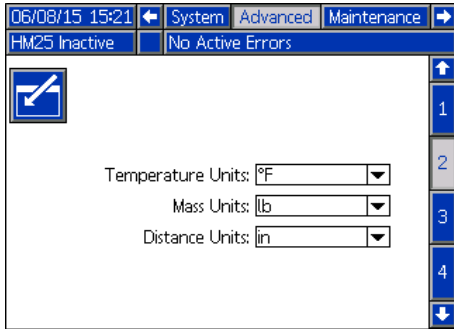 06/08/15 15:21 System Advanced Maintenance
HM25 Inactive No Active Errors
1
Temperature Units: °F
2
Mass Units: lb
3
Distance Units: in
4